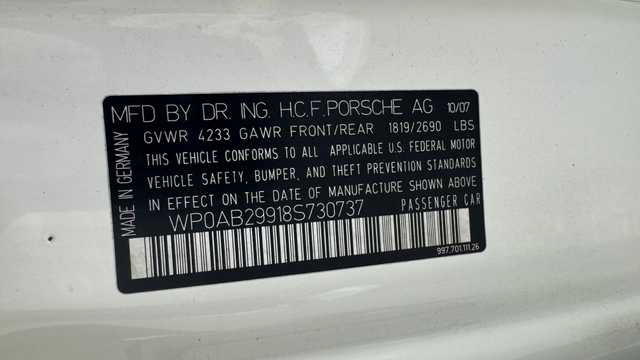 MFD BY DR. ING. H.C.F. PORSCHE AG 10/07
GVWR 4233 GAWR FRONT/REAR 1819/2690 LBS
THIS VEHICLE CONFORMS TO ALL APPLICABLE U.S. FEDERAL MOTOR
VEHICLE SAFETY, BUMPER, AND THEFT PREVENTION STANDARDS
IN EFFECT ON THE DATE OF MANUFACTURE SHOWN ABOVE
WP0AB29918S730737 PASSENGER CAR
MADE IN GERMANY
997.701.111.26